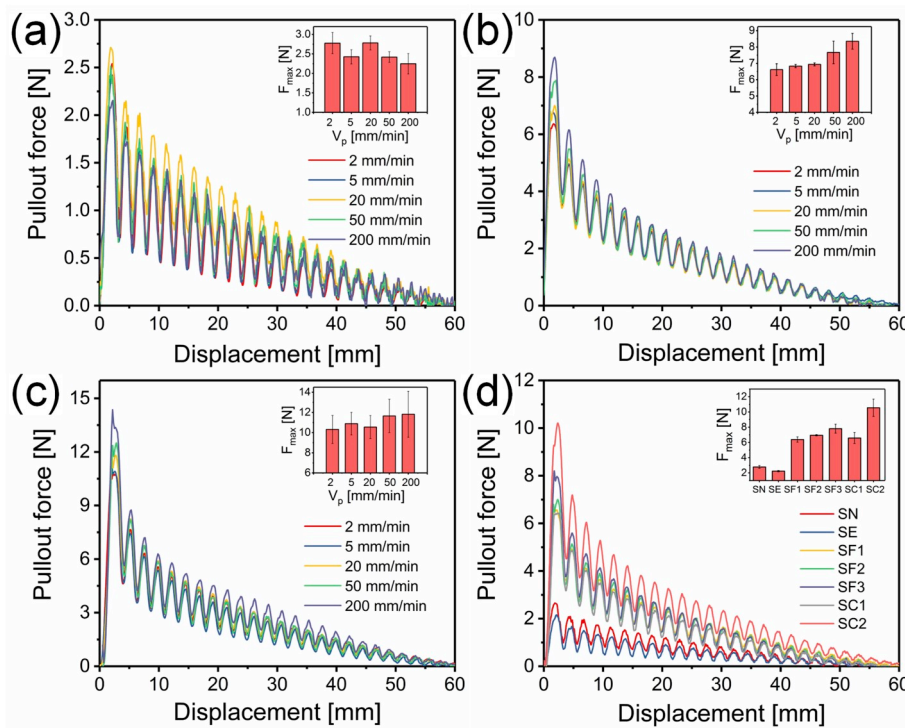 (a)
Pullout force [N]
3.0
2.5
2.0
1.5
1.0
0.5
0.0
0 10 20 30 40 50 60
Displacement [mm]
F_max [N]
3.0
2.5
2.0
1.5
1.0
2 5 20 50 200
V_p [mm/min]
2 mm/min
5 mm/min
20 mm/min
50 mm/min
200 mm/min
(b)
Pullout force [N]
10
8
6
4
2
0
0 10 20 30 40 50 60
Displacement [mm]
F_max [N]
9
8
7
6
5
4
2 5 20 50 200
V_p [mm/min]
2 mm/min
5 mm/min
20 mm/min
50 mm/min
200 mm/min
(c)
Pullout force [N]
15
12
9
6
3
0
0 10 20 30 40 50 60
Displacement [mm]
F_max [N]
14
12
10
8
6
2 5 20 50 200
V_p [mm/min]
2 mm/min
5 mm/min
20 mm/min
50 mm/min
200 mm/min
(d)
Pullout force [N]
12
10
8
6
4
2
0
0 10 20 30 40 50 60
Displacement [mm]
F_max [N]
12
10
8
6
4
2
SN SE SF1 SF2 SF3 SC1 SC2
SN
SE
SF1
SF2
SF3
SC1
SC2